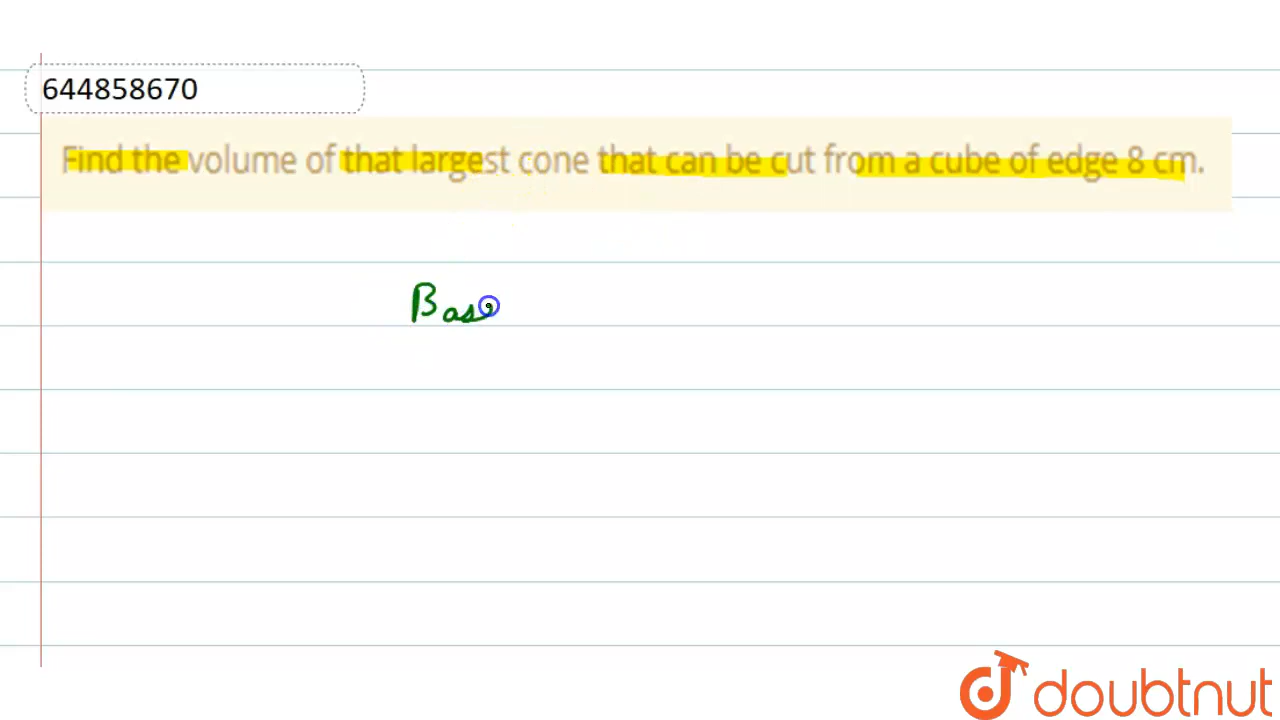 644858670
Find the volume of that largest cone that can be cut from a cube of edge 8 cm.
Base
doubtnut